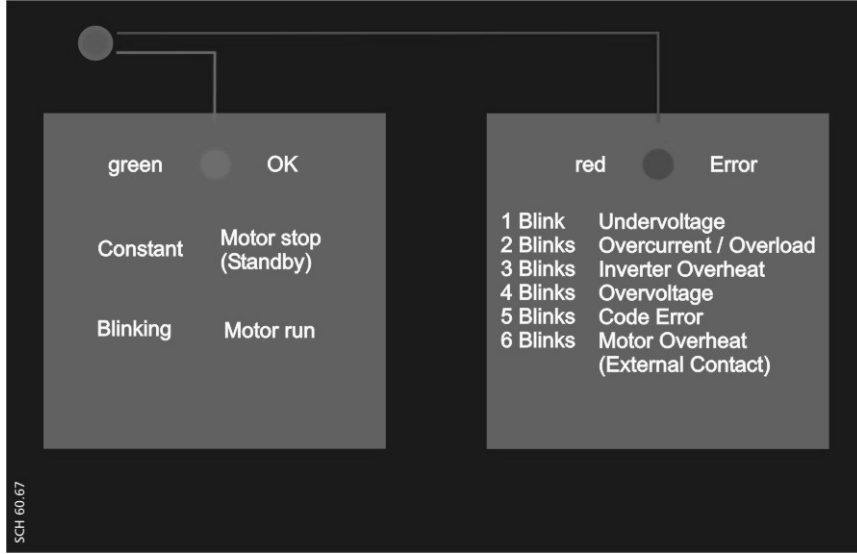 green OK
Constant Motor stop
(Standby)
Blinking Motor run
red Error
1 Blink Undervoltage
2 Blinks Overcurrent / Overload
3 Blinks Inverter Overheat
4 Blinks Overvoltage
5 Blinks Code Error
6 Blinks Motor Overheat
(External Contact)
SCH 60.67